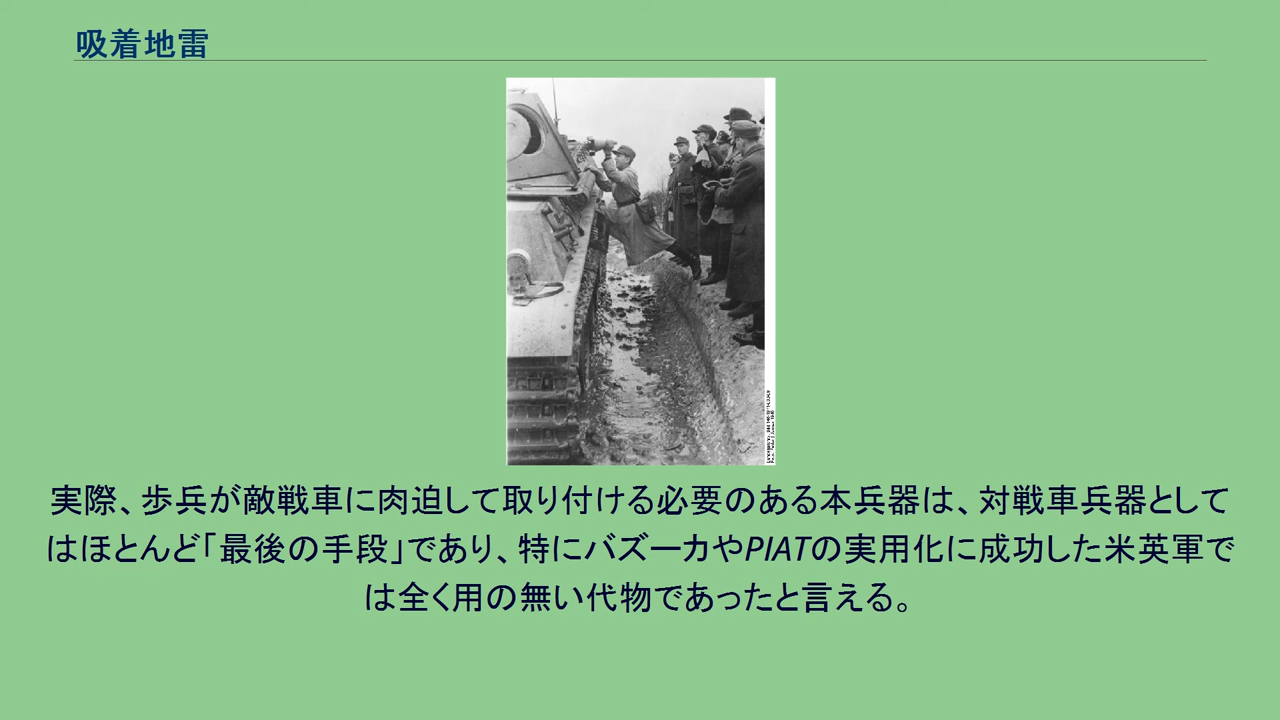 吸着地雷
実際、歩兵が敵戦車に肉迫して取り付ける必要のある本兵器は、対戦車兵器として
はほとんど「最後の手段」であり、特にバズーカやPIATの実用化に成功した米英軍で
は全く用の無い代物であったと言える。